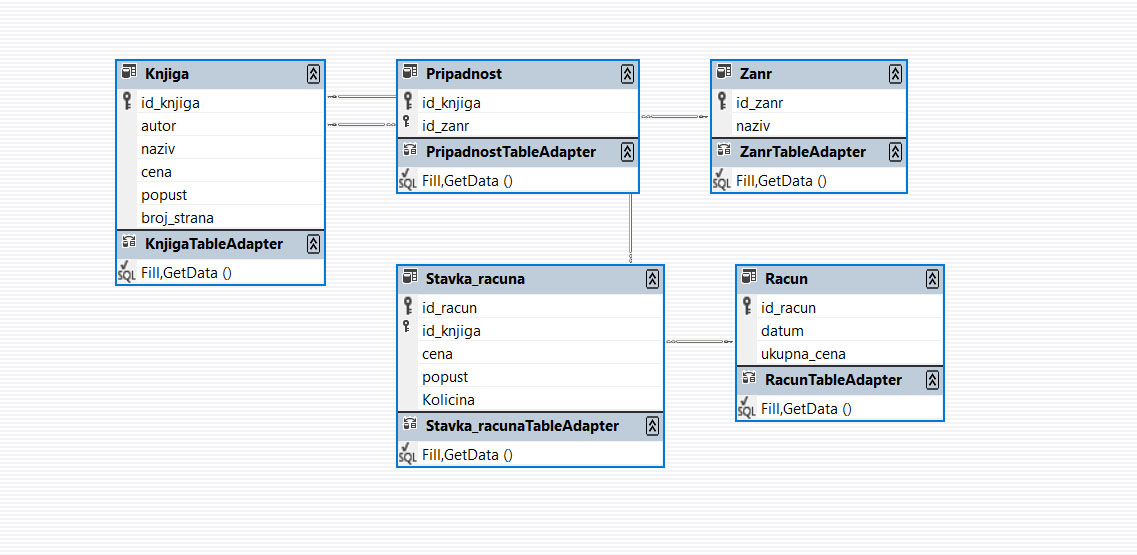 Knjiga
id_knjiga
autor
naziv
cena
popust
broj_strana
KnjigaTableAdapter
SQL Fill,GetData ()
Pripadnost
id_knjiga
id_zanr
PripadnostTableAdapter
SQL Fill,GetData ()
Zanr
id_zanr
naziv
ZanrTableAdapter
SQL Fill,GetData ()
Stavka_racuna
id_racun
id_knjiga
cena
popust
Kolicina
Stavka_racunaTableAdapter
SQL Fill,GetData ()
Racun
id_racun
datum
ukupna_cena
RacunTableAdapter
SQL Fill,GetData ()